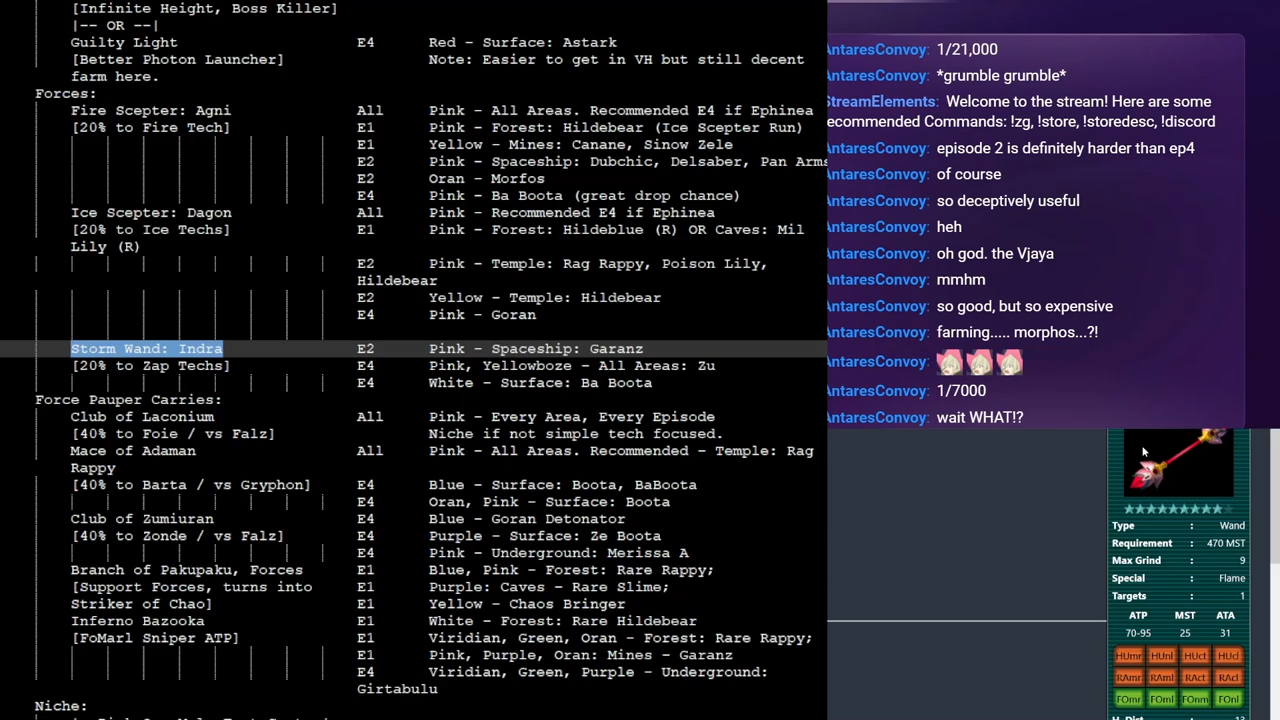 [Infinite Height, Boss Killer]
|-- OR --|
Guilty Light E4 Red - Surface: Astark
[Better Photon Launcher] Note: Easier to get in VH but still decent
farm here.
Forces:
Fire Scepter: Agni All Pink - All Areas. Recommended E4 if Ephinea
[20% to Fire Tech] E1 Pink - Forest: Hildebear (Ice Scepter Run)
E1 Yellow - Mines: Canane, Sinow Zele
E2 Pink - Spaceship: Dubchic, Delsaber, Pan Arms
E2 Oran - Morfos
E4 Pink - Ba Boota (great drop chance)
Ice Scepter: Dagon All Pink - Recommended E4 if Ephinea
[20% to Ice Techs] E1 Pink - Forest: Hildeblue (R) OR Caves: Mil
Lily (R)
E2 Pink - Temple: Rag Rappy, Poison Lily,
Hildebear
E2 Yellow - Temple: Hildebear
E4 Pink - Goran
Storm Wand: Indra E2 Pink - Spaceship: Garanz
[20% to Zap Techs] E4 Pink, Yellowboze - All Areas: Zu
E4 White - Surface: Ba Boota
Force Pauper Carries:
Club of Laconium All Pink - Every Area, Every Episode
[40% to Foie / vs Falz] Niche if not simple tech focused.
Mace of Adaman All Pink - All Areas. Recommended - Temple: Rag
Rappy
[40% to Barta / vs Gryphon] E4 Blue - Surface: Boota, BaBoota
E4 Oran, Pink - Surface: Boota
Club of Zumiuran E4 Blue - Goran Detonator
[40% to Zonde / vs Falz] E4 Purple - Surface: Ze Boota
E4 Pink - Underground: Merissa A
Branch of Pakupaku, Forces E1 Blue, Pink - Forest: Rare Rappy;
[Support Forces, turns into E1 Purple: Caves - Rare Slime;
Striker of Chao] E1 Yellow - Chaos Bringer
Inferno Bazooka E1 White - Forest: Rare Hildebear
[FoMarl Sniper ATP] E1 Viridian, Green, Oran - Forest: Rare Rappy;
E1 Pink, Purple, Oran: Mines - Garanz
E4 Viridian, Green, Purple - Underground:
Girtabulu
Niche:
AntaresConvoy: 1/21,000
AntaresConvoy: *grumble grumble*
StreamElements: Welcome to the stream! Here are some
recommended Commands: !zg, !store, !storedesc, !discord
AntaresConvoy: episode 2 is definitely harder than ep4
AntaresConvoy: of course
AntaresConvoy: so deceptively useful
AntaresConvoy: heh
AntaresConvoy: oh god. the Vjaya
AntaresConvoy: mmhm
AntaresConvoy: so good, but so expensive
AntaresConvoy: farming..... morphos...?!
AntaresConvoy:
AntaresConvoy: 1/7000
AntaresConvoy: wait WHAT!?
Type : Wand
Requirement : 470 MST
Max Grind : 9
Special : Flame
Targets : 1
ATP MST ATA
70-95 25 31
HUmr HUnl HUct HUcl
RAmr RAml RAct RAcl
FOmr FOml FOnm FOnl